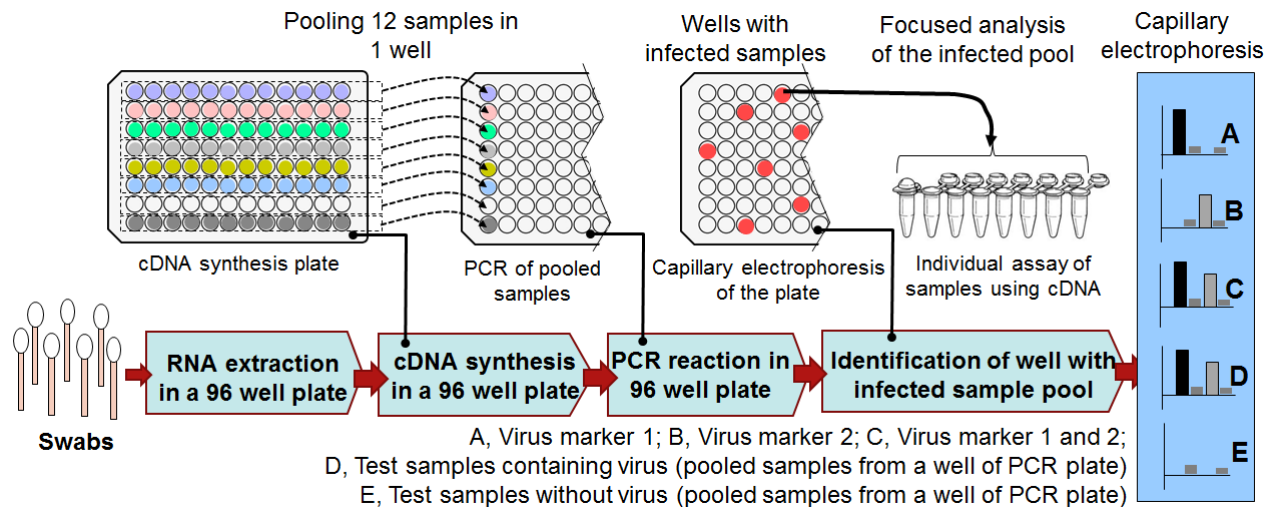 Pooling 12 samples in
1 well
Wells with
infected samples
Focused analysis
of the infected pool
Capillary
electrophoresis
cDNA synthesis plate
PCR of pooled
samples
Capillary electrophoresis
of the plate
Individual assay of
samples using cDNA
A
B
C
D
E
Swabs
RNA extraction
in a 96 well plate
cDNA synthesis
in a 96 well plate
PCR reaction in
96 well plate
Identification of well with
infected sample pool
A, Virus marker 1; B, Virus marker 2; C, Virus marker 1 and 2;
D, Test samples containing virus (pooled samples from a well of PCR plate)
E, Test samples without virus (pooled samples from a well of PCR plate)